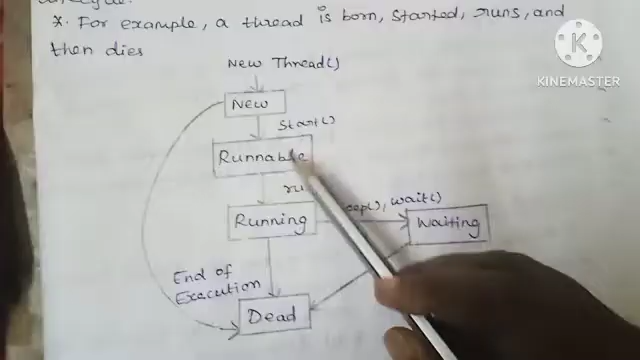 *. For example, a thread is born, started, runs, and
then dies
K
KINEMASTER
New Thread()
New
Start()
Runnable
Running
wait()
Waiting
End of
Execution
Dead